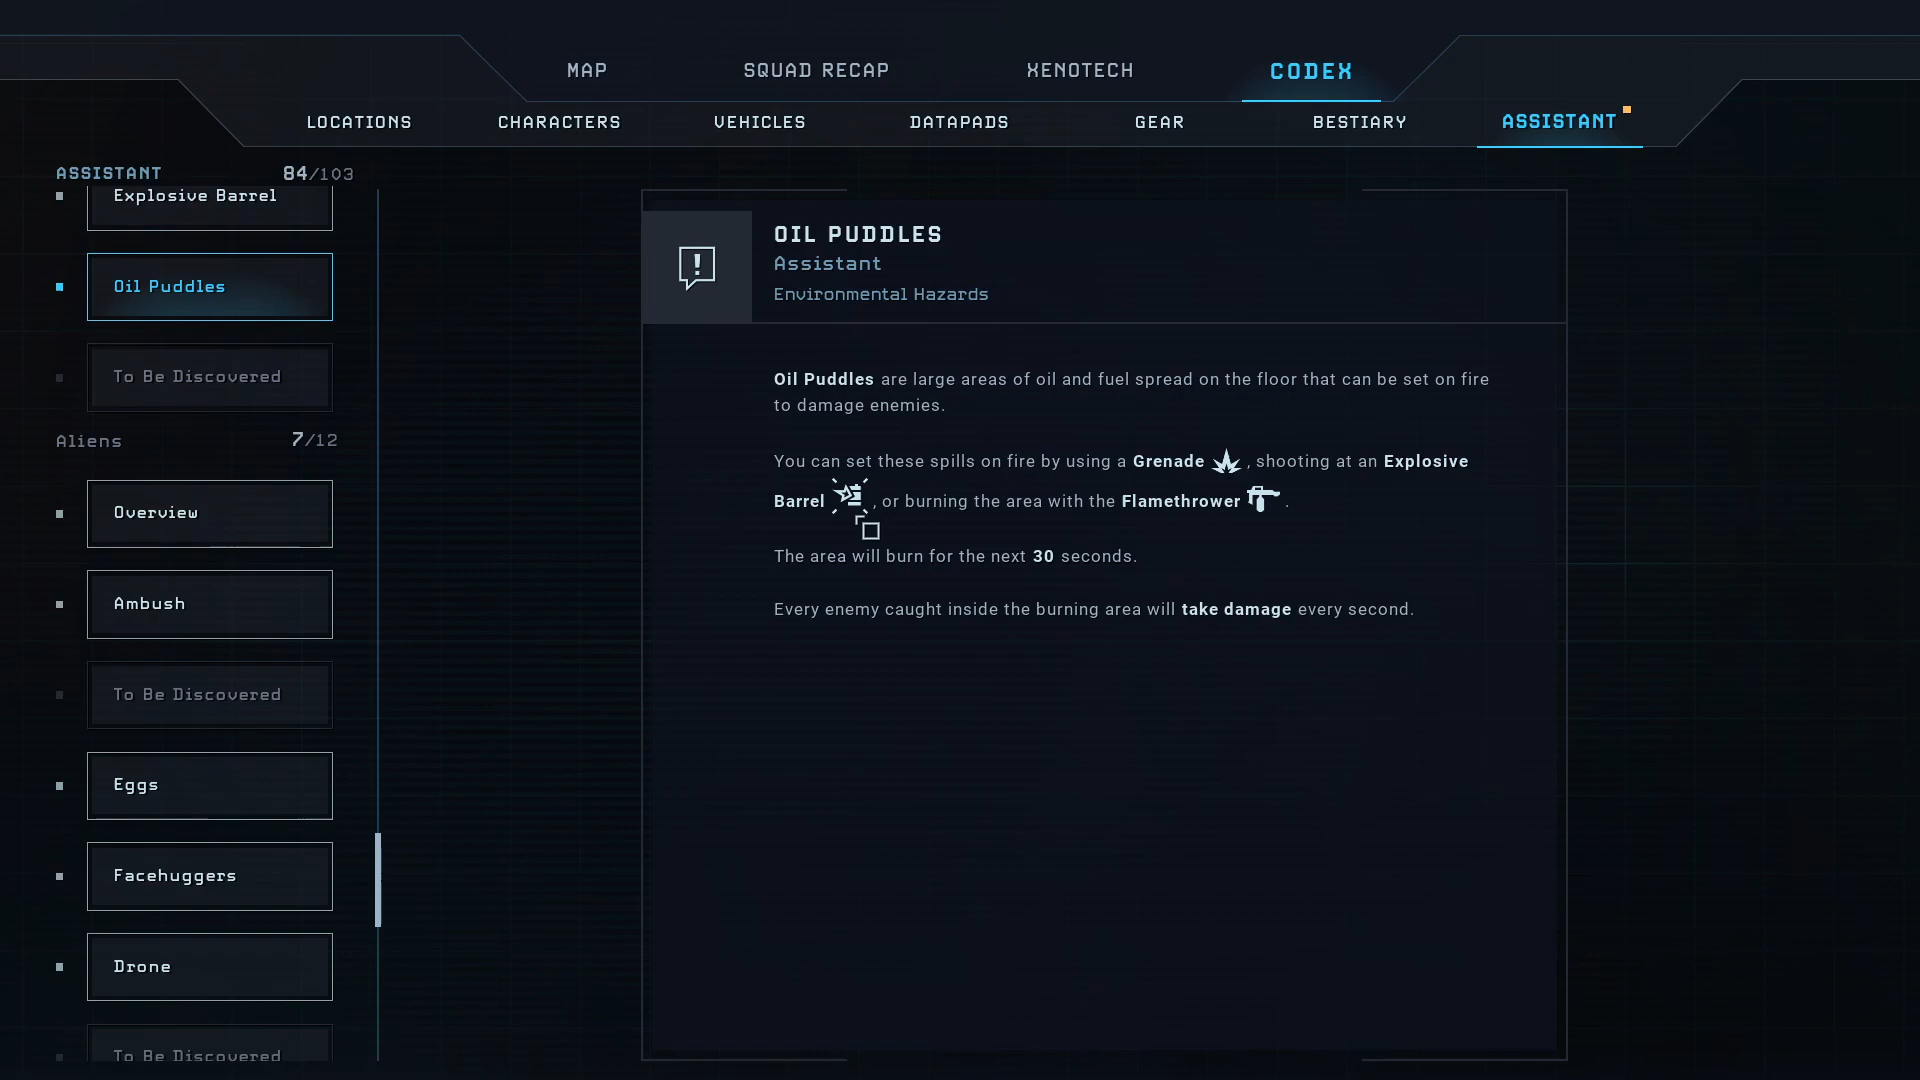 MAP
SQUAD RECAP
XENOTECH
CODEX
LOCATIONS
CHARACTERS
VEHICLES
DATAPADS
GEAR
BESTIARY
ASSISTANT
ASSISTANT 84/103
Explosive Barrel
Oil Puddles
To Be Discovered
Aliens 7/12
Overview
Ambush
To Be Discovered
Eggs
Facehuggers
Drone
To Be Discovered
OIL PUDDLES
Assistant
Environmental Hazards
Oil Puddles are large areas of oil and fuel spread on the floor that can be set on fire
to damage enemies.
You can set these spills on fire by using a Grenade , shooting at an Explosive
Barrel , or burning the area with the Flamethrower .
The area will burn for the next 30 seconds.
Every enemy caught inside the burning area will take damage every second.